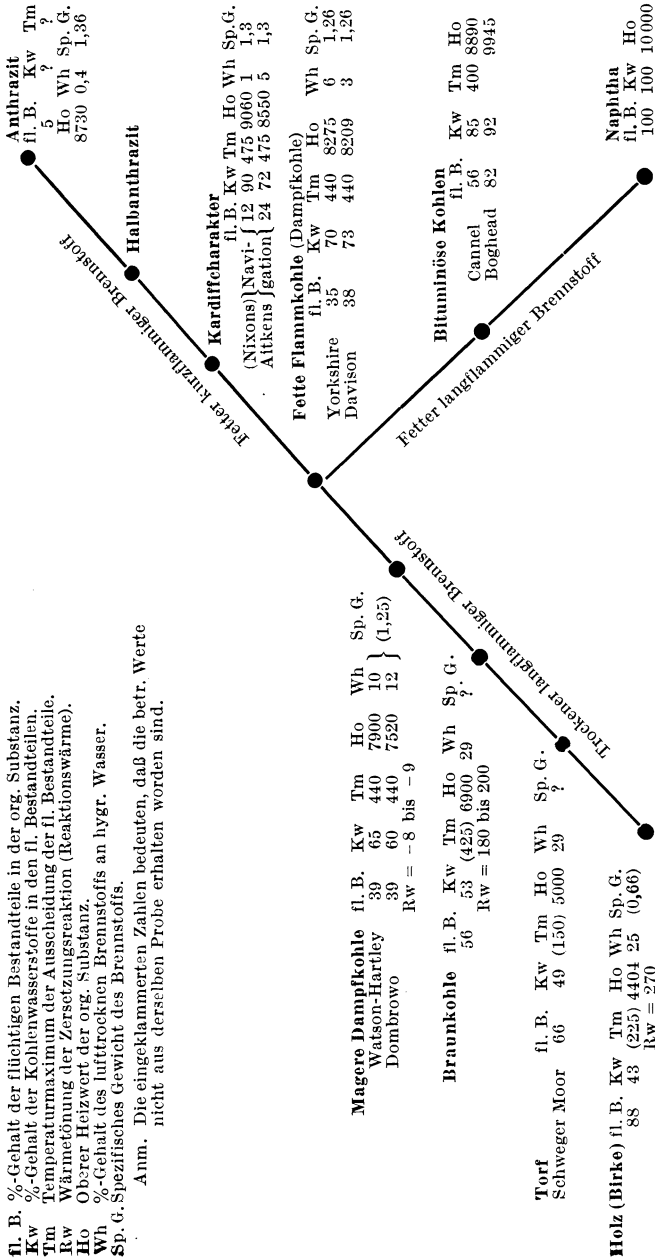 fl. B. %-Gehalt der flüchtigen Bestandteile in der org. Substanz.
Kw %-Gehalt der Kohlenwasserstoffe in den fl. Bestandteilen.
Tm Temperaturmaximum der Ausscheidung der fl. Bestandteile.
Rw Wärmetönung der Zersetzungsreaktion (Reaktionswärme).
Ho Oberer Heizwert der org. Substanz.
Wh %-Gehalt des lufttrocknen Brennstoffs an hygr. Wasser.
Sp. G. Spezifisches Gewicht des Brennstoffs.
Anm. Die eingeklammerten Zahlen bedeuten, daß die betr. Werte
nicht aus derselben Probe erhalten worden sind.
Anthrazit
fl. B. Kw Tm
5 ? ?
Ho Wh Sp. G.
8730 0,4 1,36
Halbanthrazit
Fetter kurzflammiger Brennstoff
Kardiffcharakter
fl. B. Kw Tm Ho Wh Sp. G.
(Nixons) Navi- 12 90 475 9060 1 1,3
Aitkens gation 24 72 475 8550 5 1,3
Fette Flammkohle (Dampfkohle)
fl. B. Kw Tm Ho Wh Sp. G.
Yorkshire 35 70 440 8275 6 1,26
Davison 38 73 440 8209 3 1,26
Bituminöse Kohlen
fl. B. Kw Tm Ho
Cannel 56 85 400 8890
Boghead 82 92 9945
Fetter langflammiger Brennstoff
Naphtha
fl. B. Kw Ho
100 100 10000
Magere Dampfkohle fl. B. Kw Tm Ho Wh Sp. G.
Watson-Hartley 39 65 440 7900 10 } (1,25)
Dombrowo 39 60 440 7520 12
Rw = −8 bis −9
Trockener langflammiger Brennstoff
Braunkohle fl. B. Kw Tm Ho Wh Sp. G.
56 53 (425) 6900 29 ?
Rw = 180 bis 200
Torf fl. B. Kw Tm Ho Wh Sp. G.
Schweger Moor 66 49 (150) 5000 29 ?
Holz (Birke) fl. B. Kw Tm Ho Wh Sp. G.
88 43 (225) 4404 25 (0,66)
Rw = 270